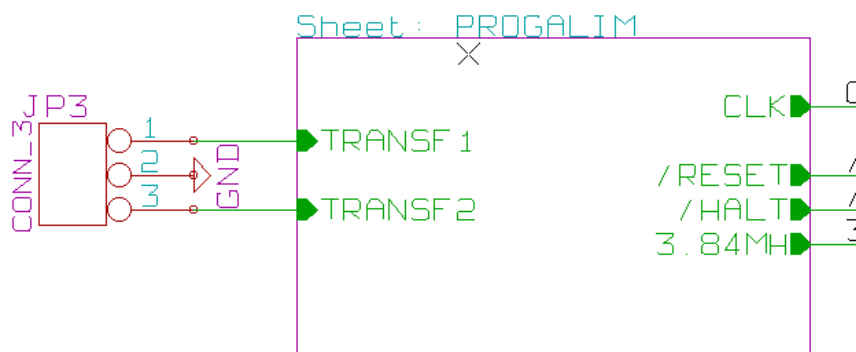 Sheet: PROGALIM
JP3
CONN_3
1
2
3
GND
TRANSF1
TRANSF2
CLK
/RESET
/HALT
3.84MH